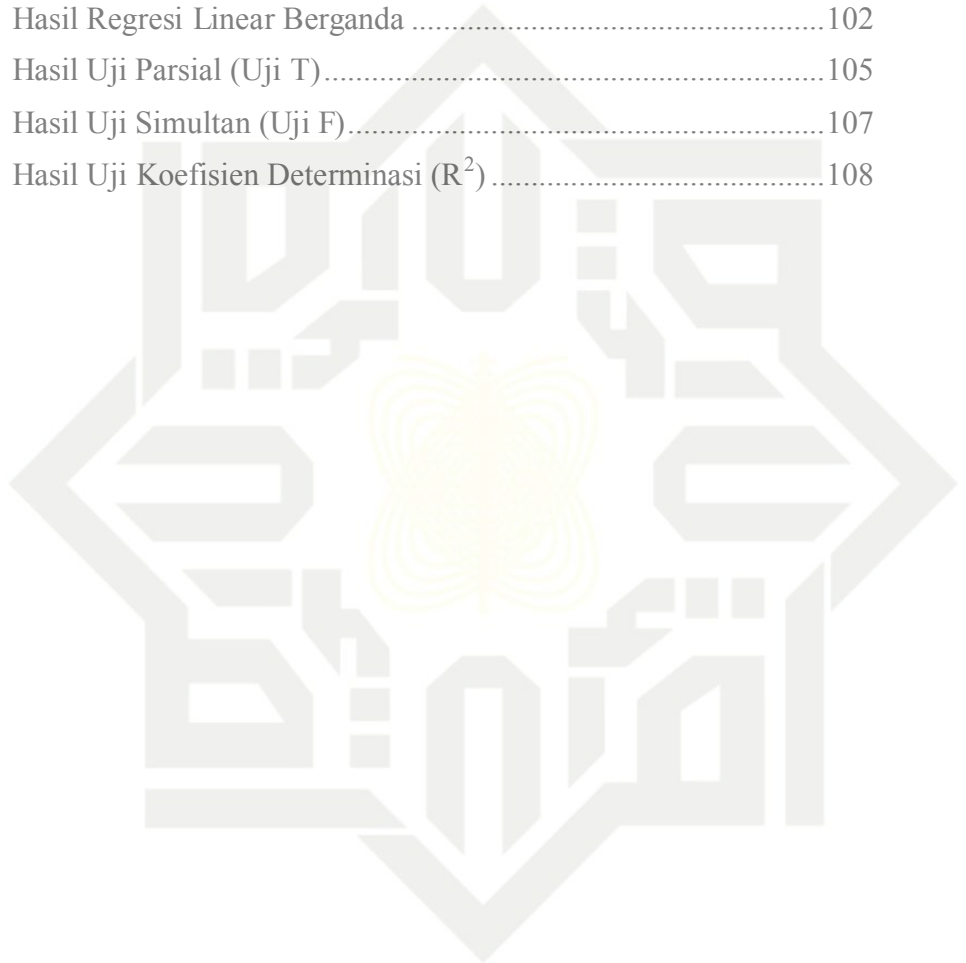 Hasil Regresi Linear Berganda ..................................................102
Hasil Uji Parsial (Uji T).............................................................105
Hasil Uji Simultan (Uji F)..........................................................107
Hasil Uji Koefisien Determinasi (R²) ........................................108